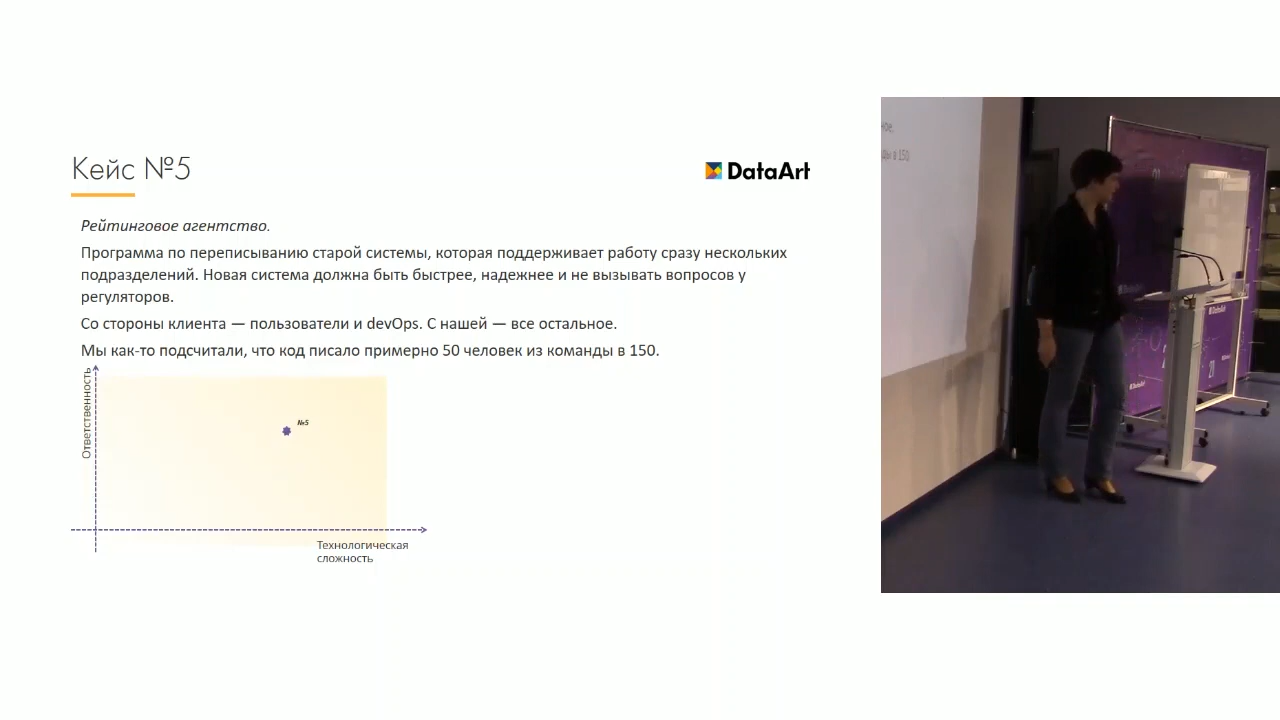 Кейс №5
DataArt
Рейтинговое агентство.
Программа по переписыванию старой системы, которая поддерживает работу сразу нескольких
подразделений. Новая система должна быть быстрее, надежнее и не вызывать вопросов у
регуляторов.
Со стороны клиента — пользователи и devOps. С нашей — все остальное.
Мы как-то подсчитали, что код писало примерно 50 человек из команды в 150.
Ответственность
№5
Технологическая
сложность
в 150